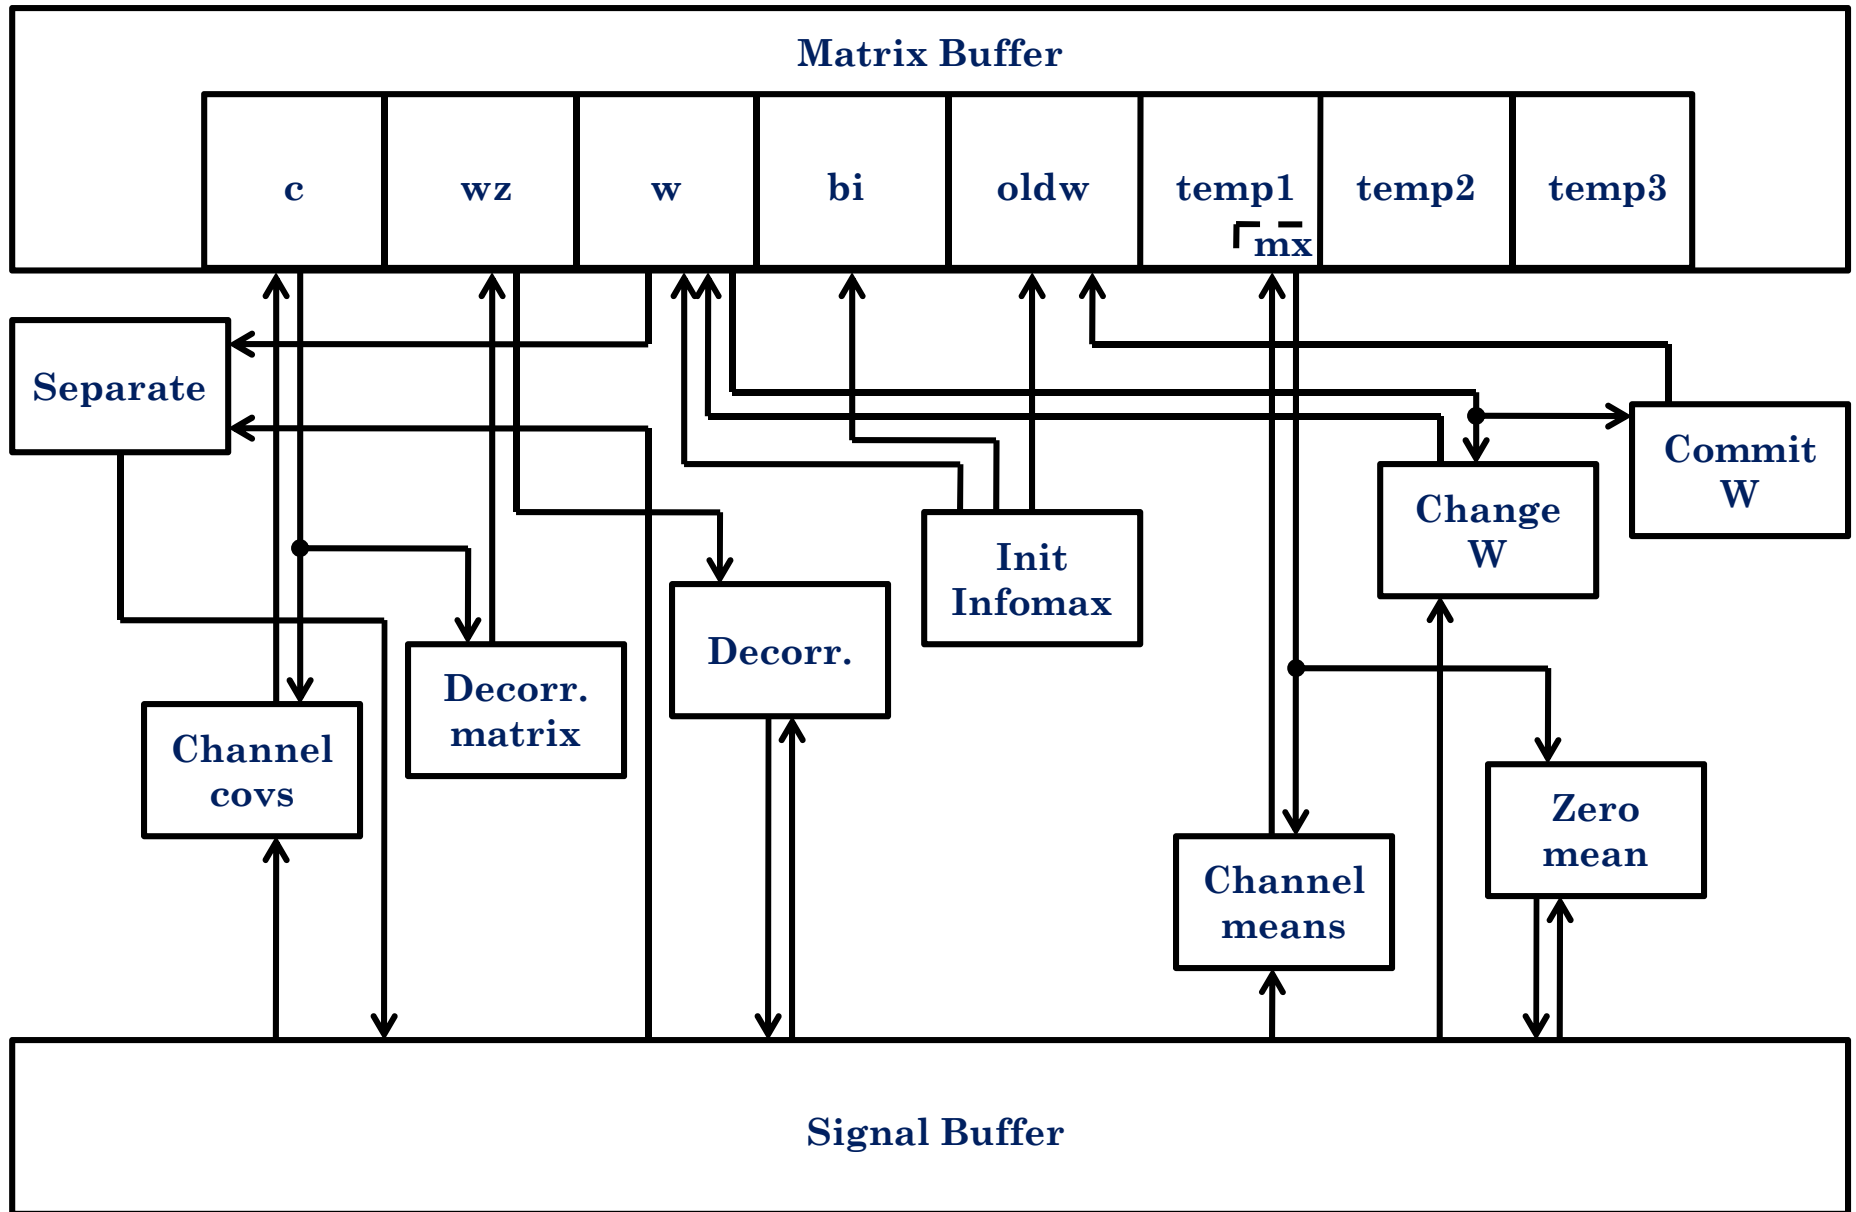 Matrix Buffer
c
wz
w
bi
oldw
temp1
temp2
temp3
mx
Separate
Commit
W
Change
W
Init
Infomax
Decorr.
Decorr.
matrix
Channel
covs
Zero
mean
Channel
means
Signal Buffer